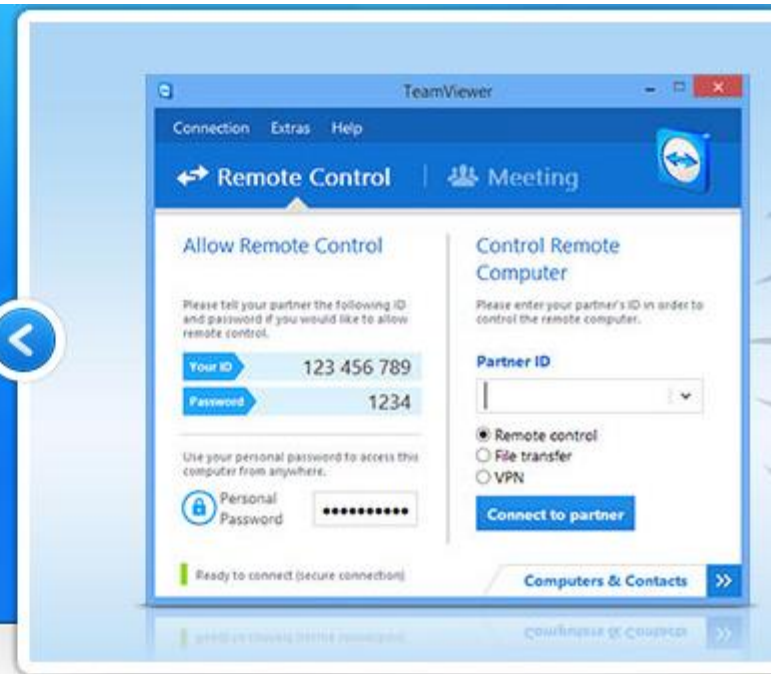 TeamViewer
Connection Extras Help
Remote Control
Meeting
Allow Remote Control
Please tell your partner the following ID
and password if you would like to allow
remote control.
Your ID 123 456 789
Password 1234
Use your personal password to access this
computer from anywhere.
Personal
Password
Ready to connect (secure connection)
Control Remote
Computer
Please enter your partner's ID in order to
control the remote computer.
Partner ID
Remote control
File transfer
VPN
Connect to partner
Computers & Contacts